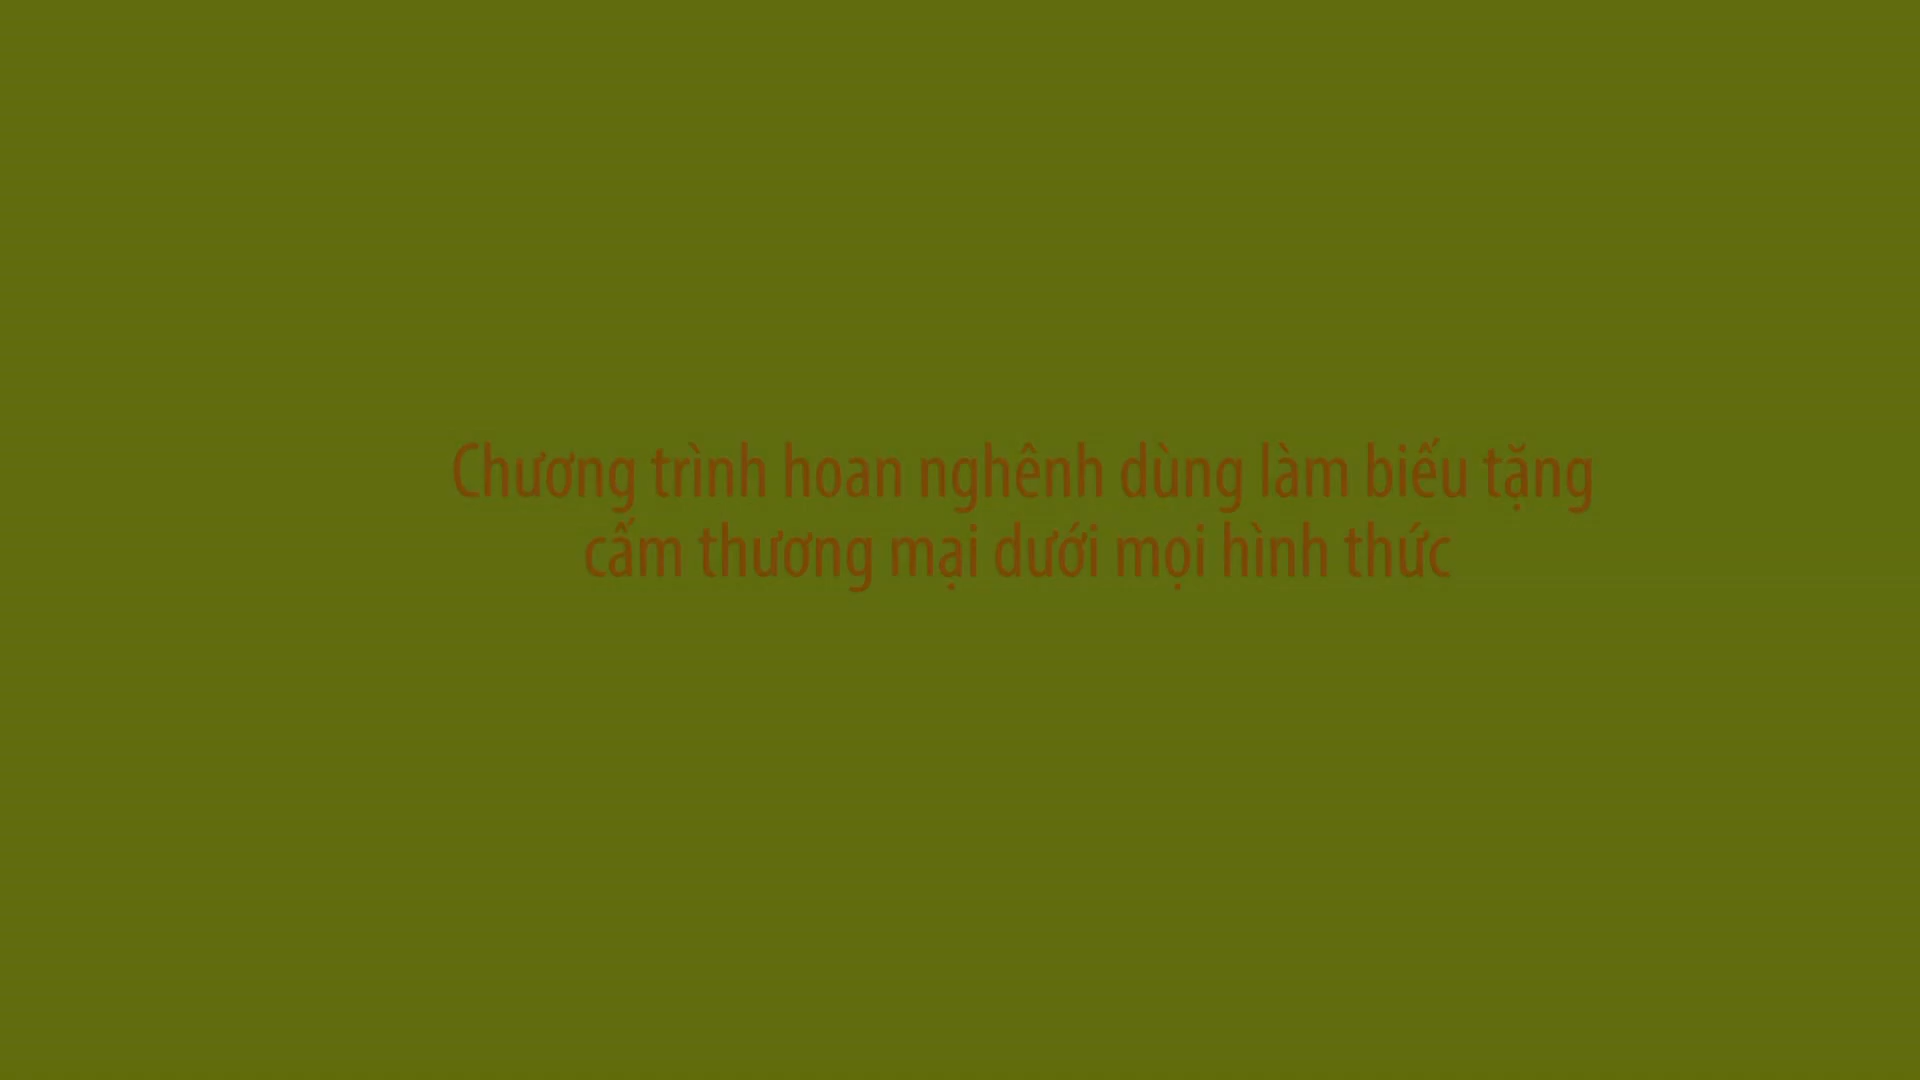 Chương trình hoan nghênh dùng làm biếu tặng
cấm thương mại dưới mọi hình thức